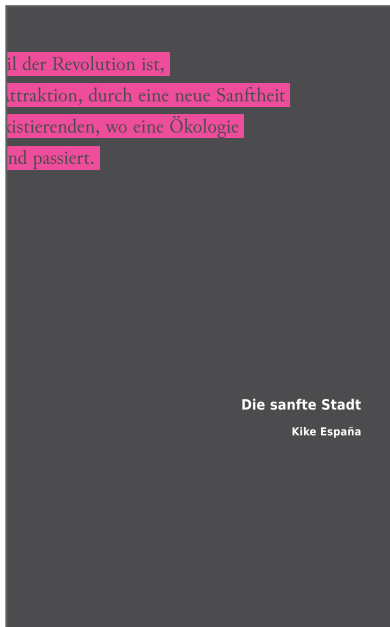 il der Revolution ist,
ttraktion, durch eine neue Sanftheit
xistierenden, wo eine Ökologie
nd passiert.
Die sanfte Stadt
Kike España